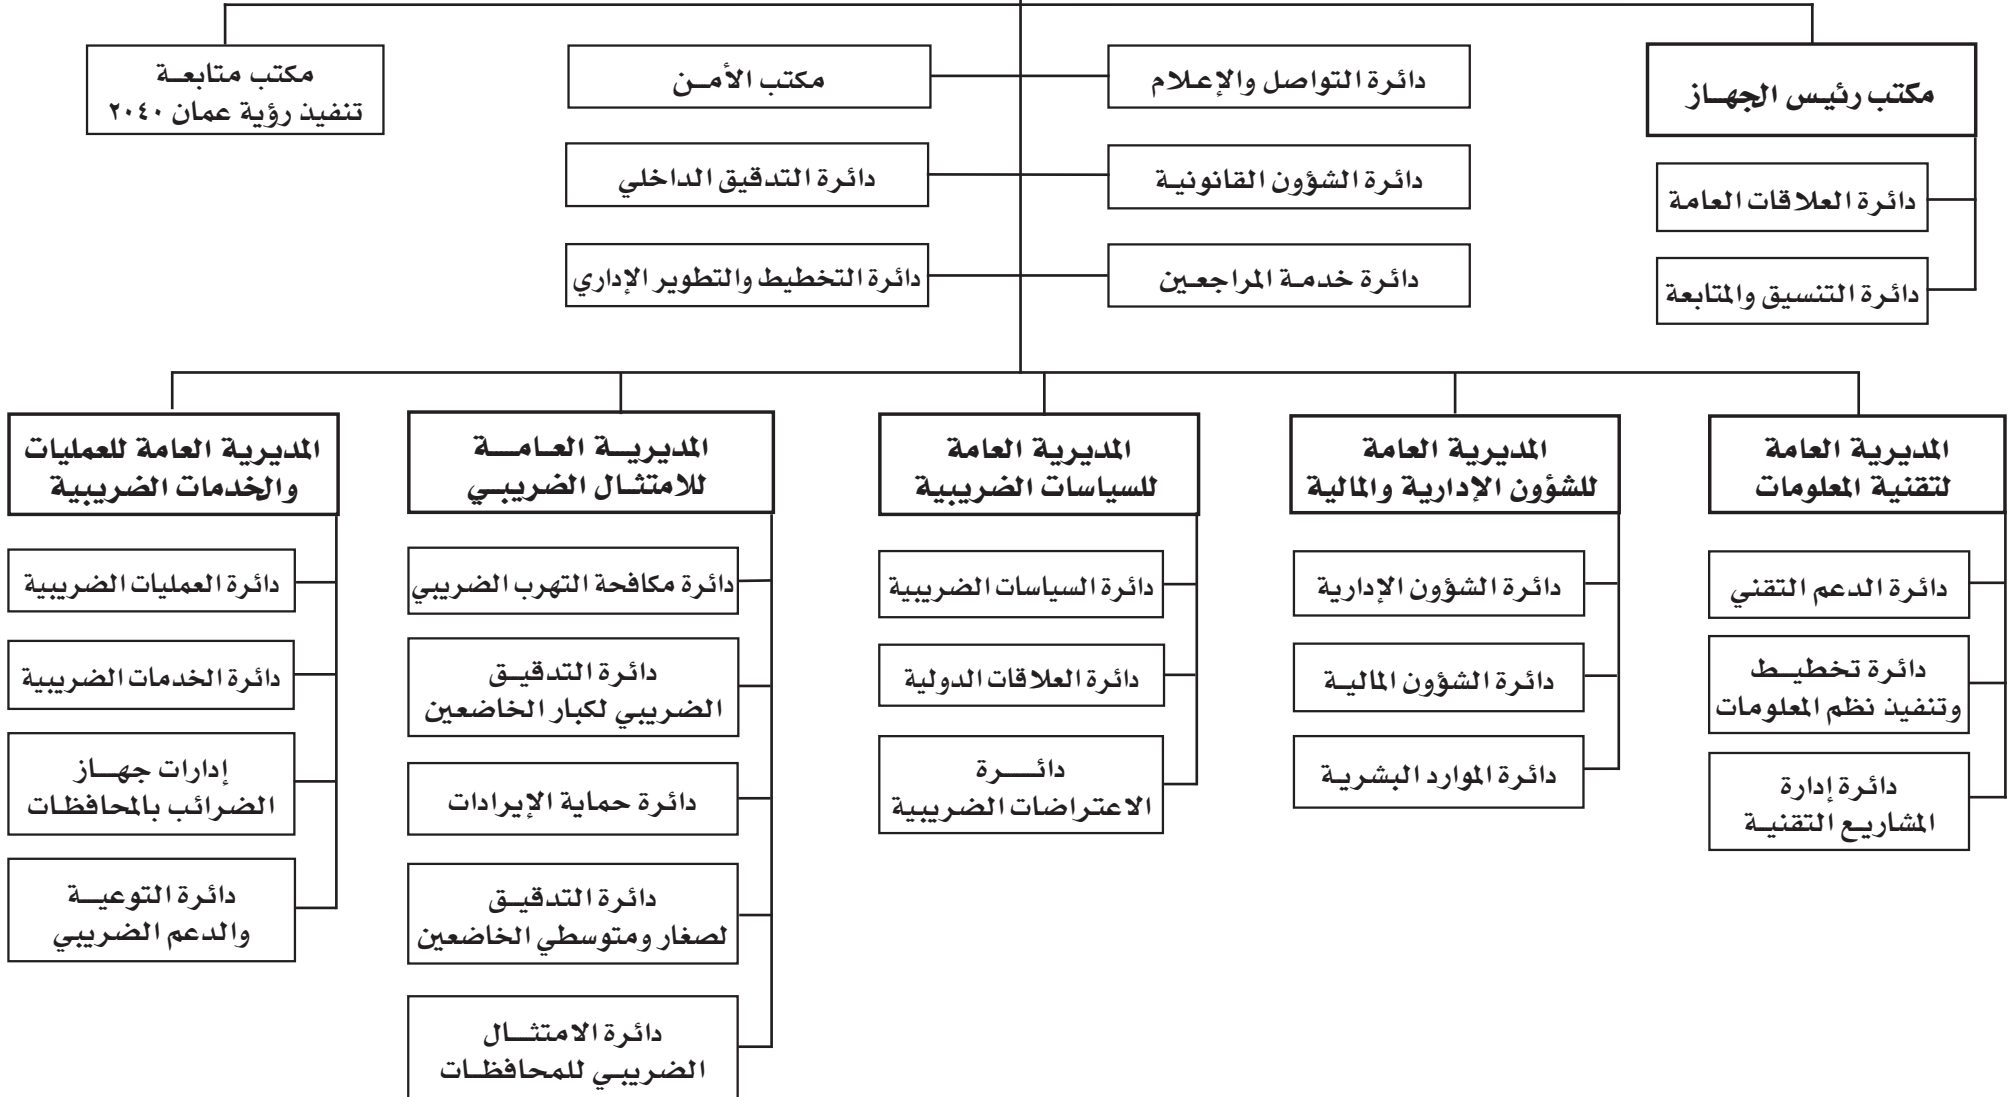 مكتب رئيس الجهاز
دائرة العلاقات العامة
دائرة التنسيق والمتابعة
دائرة التواصل والإعلام
مكتب الأمن
دائرة الشؤون القانونية
دائرة التدقيق الداخلي
دائرة خدمة المراجعين
دائرة التخطيط والتطوير الإداري
مكتب متابعة
تنفيذ رؤية عمان ٢٠٤٠
المديرية العامة
لتقنية المعلومات
دائرة الدعم التقني
دائرة تخطيط
وتنفيذ نظم المعلومات
دائرة إدارة
المشاريع التقنية
المديرية العامة
للشؤون الإدارية والمالية
دائرة الشؤون الإدارية
دائرة الشؤون المالية
دائرة الموارد البشرية
المديرية العامة
للسياسات الضريبية
دائرة السياسات الضريبية
دائرة العلاقات الدولية
دائرة
الاعتراضات الضريبية
المديرية العامة
للامتثال الضريبي
دائرة مكافحة التهرب الضريبي
دائرة التدقيق
الضريبي لكبار الخاضعين
دائرة حماية الإيرادات
دائرة التدقيق
لصغار ومتوسطي الخاضعين
دائرة الامتثال
الضريبي للمحافظات
المديرية العامة للعمليات
والخدمات الضريبية
دائرة العمليات الضريبية
دائرة الخدمات الضريبية
إدارات جهاز
الضرائب بالمحافظات
دائرة التوعية
والدعم الضريبي